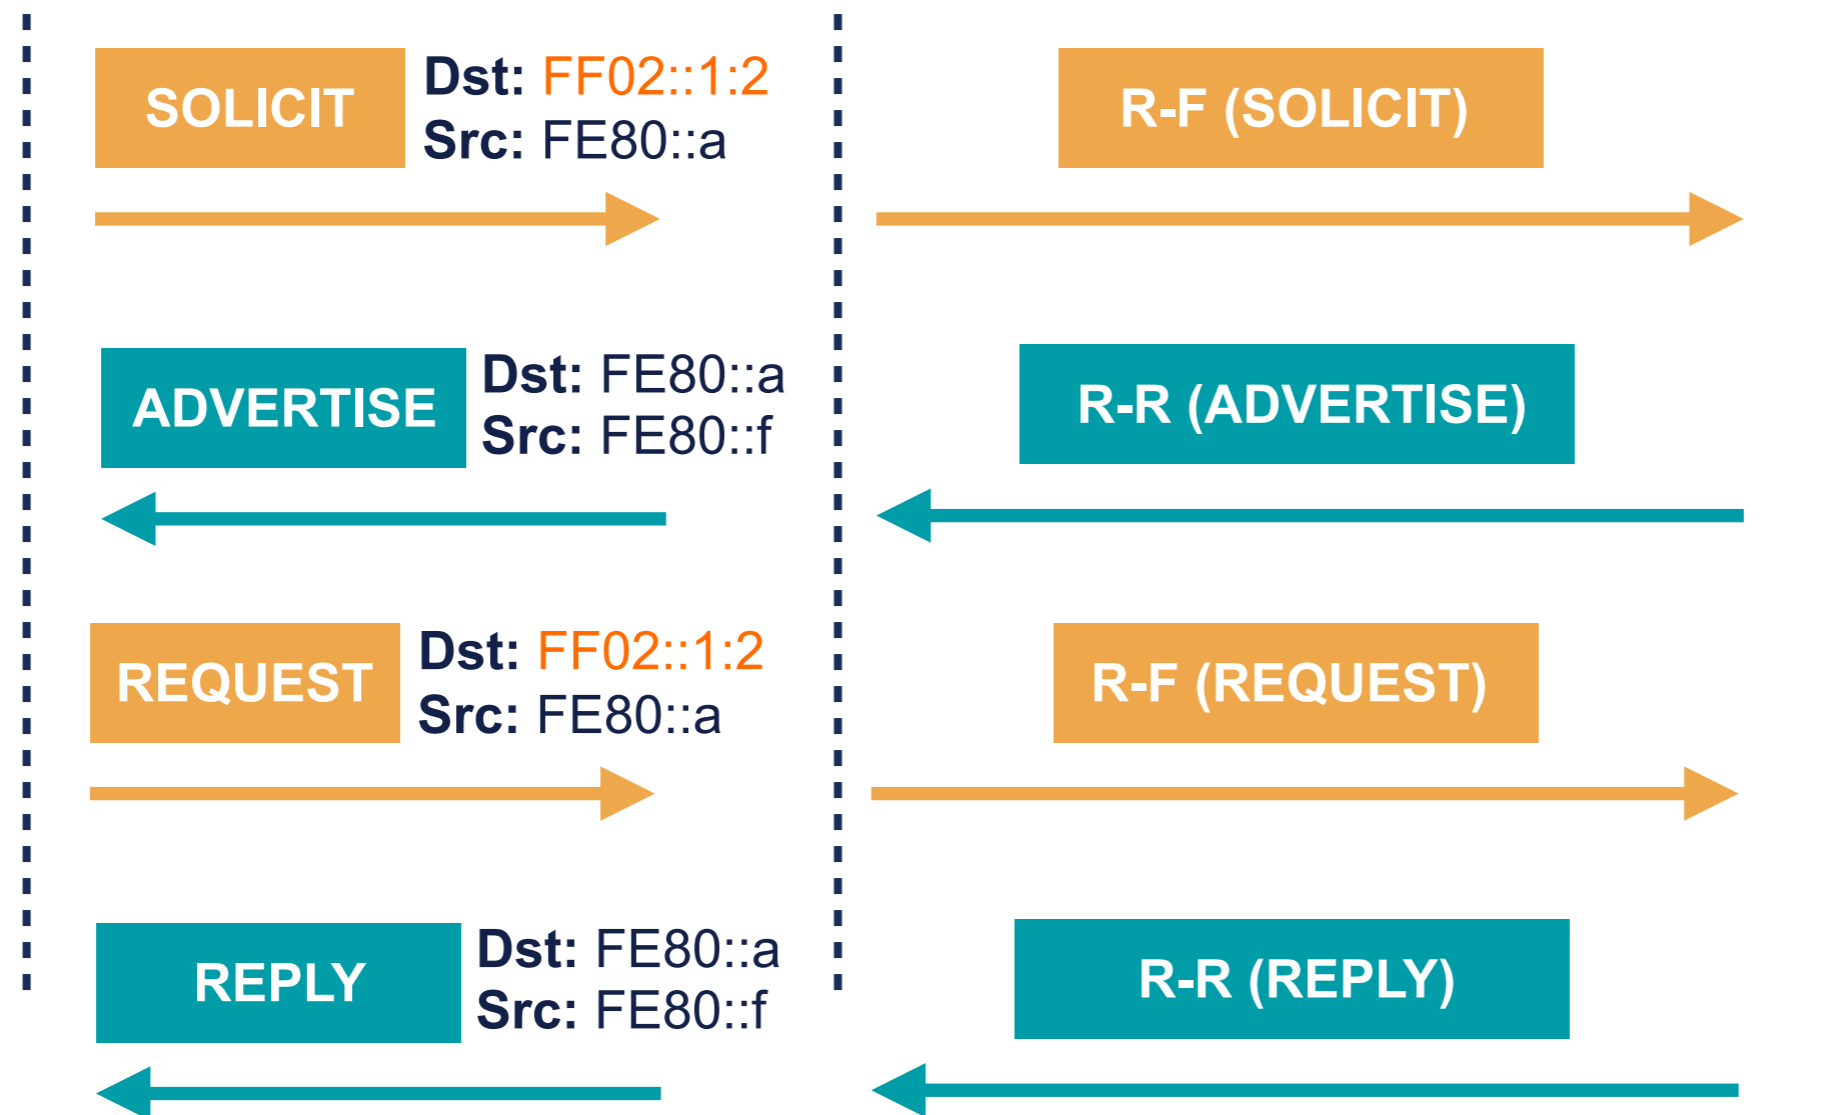 SOLICIT
Dst: FF02::1:2
Src: FE80::a
R-F (SOLICIT)
ADVERTISE
Dst: FE80::a
Src: FE80::f
R-R (ADVERTISE)
REQUEST
Dst: FF02::1:2
Src: FE80::a
R-F (REQUEST)
REPLY
Dst: FE80::a
Src: FE80::f
R-R (REPLY)